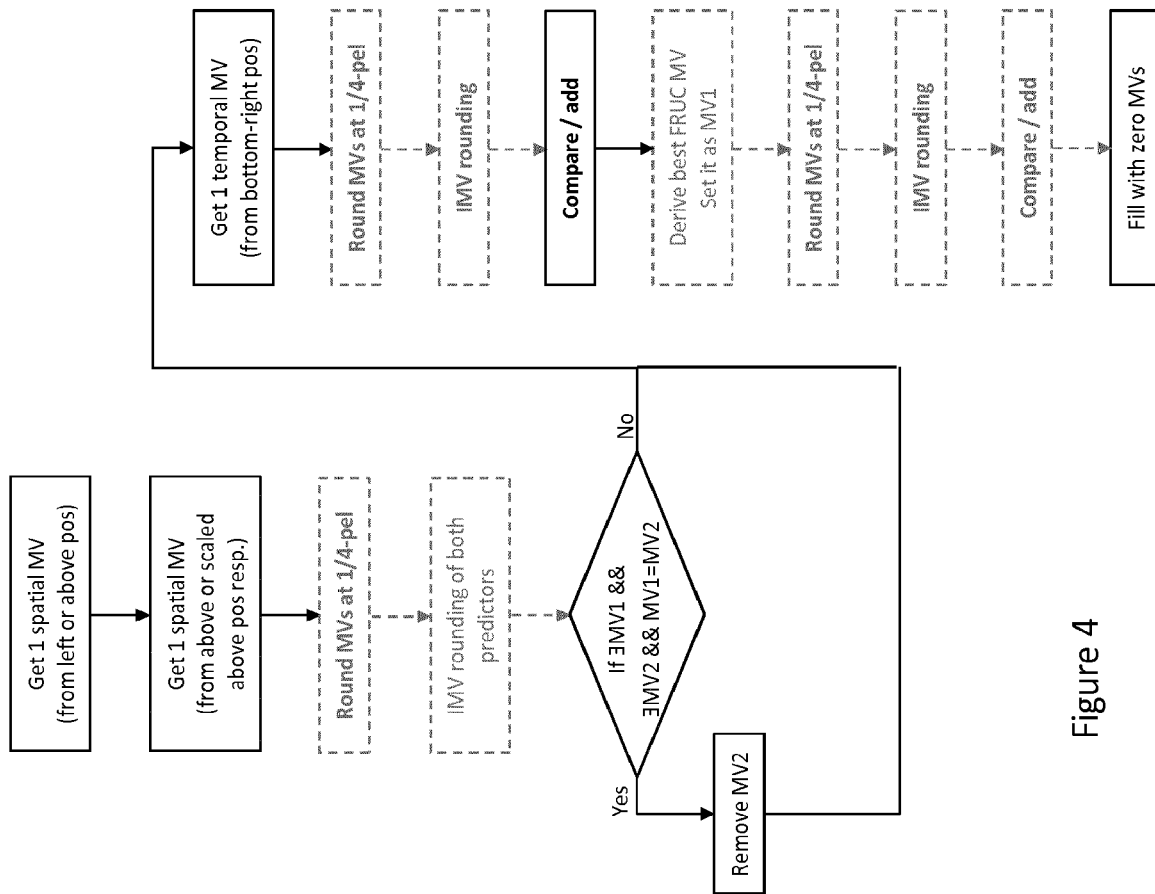 Get 1 spatial MV
(from left or above pos)
Get 1 spatial MV
(from above or scaled
above pos resp.)
Round MVs at 1/4-pel
IMV rounding of both
predictors
If ∃MV1 &&
∃MV2 && MV1=MV2
Yes
No
Remove MV2
Get 1 temporal MV
(from bottom-right pos)
Round MVs at 1/4-pel
IMV rounding
Compare / add
Derive best FRUC MV
Set it as MV1
Round MVs at 1/4-pel
IMV rounding
Compare / add
Fill with zero MVs
Figure 4